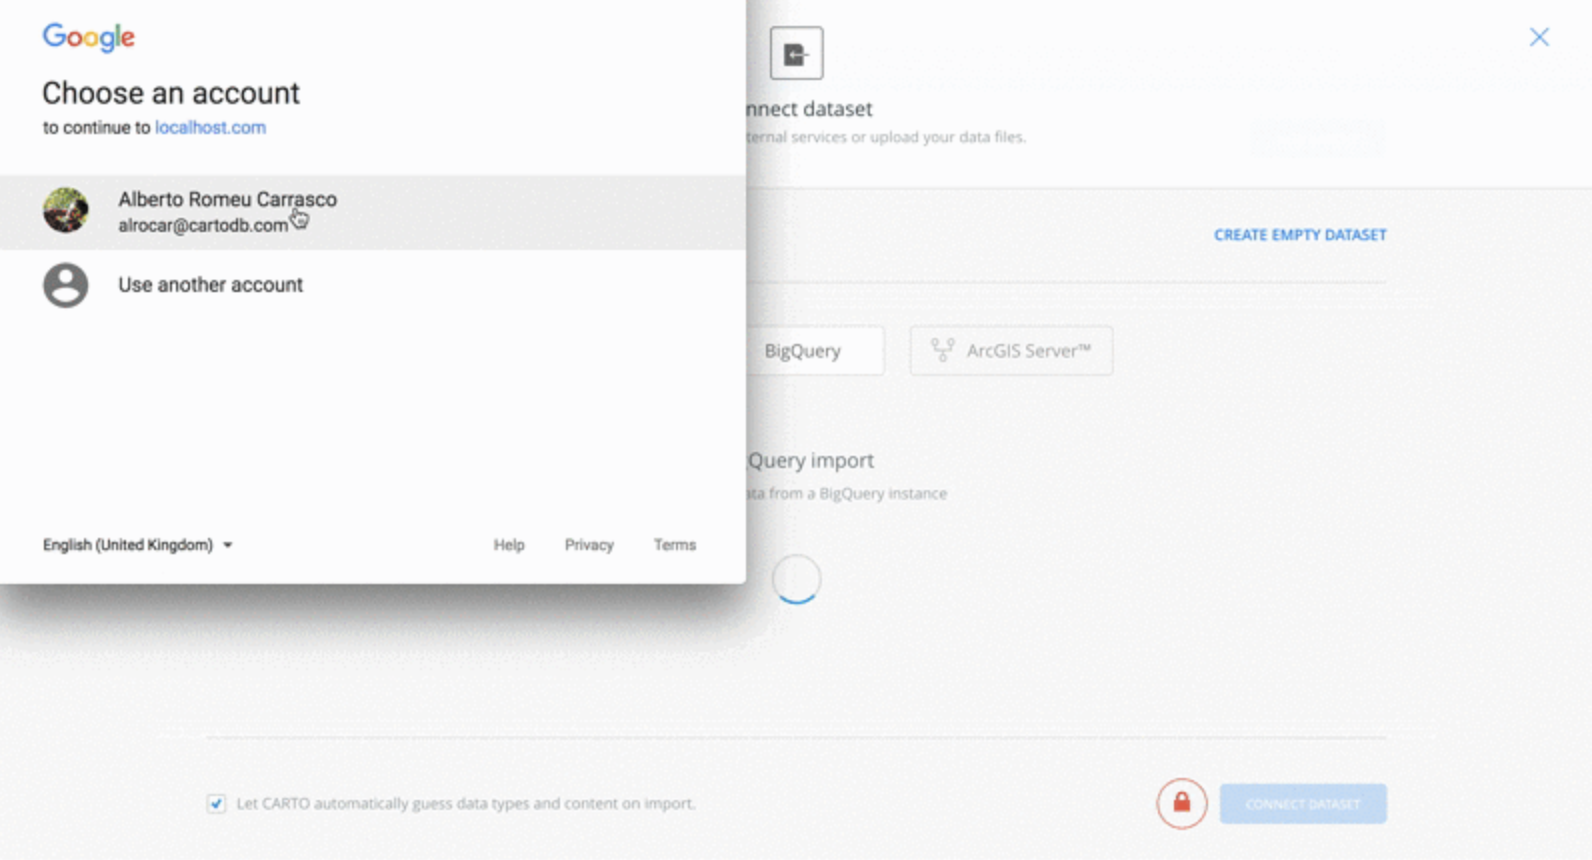 Google
Choose an account
to continue to localhost.com
Alberto Romeu Carrasco
alrocar@cartodb.com
Use another account
English (United Kingdom)
Help
Privacy
Terms
nnect dataset
ternal services or upload your data files.
CREATE EMPTY DATASET
BigQuery
ArcGIS Server™
Query import
ata from a BigQuery instance
Let CARTO automatically guess data types and content on import.
CONNECT DATASET